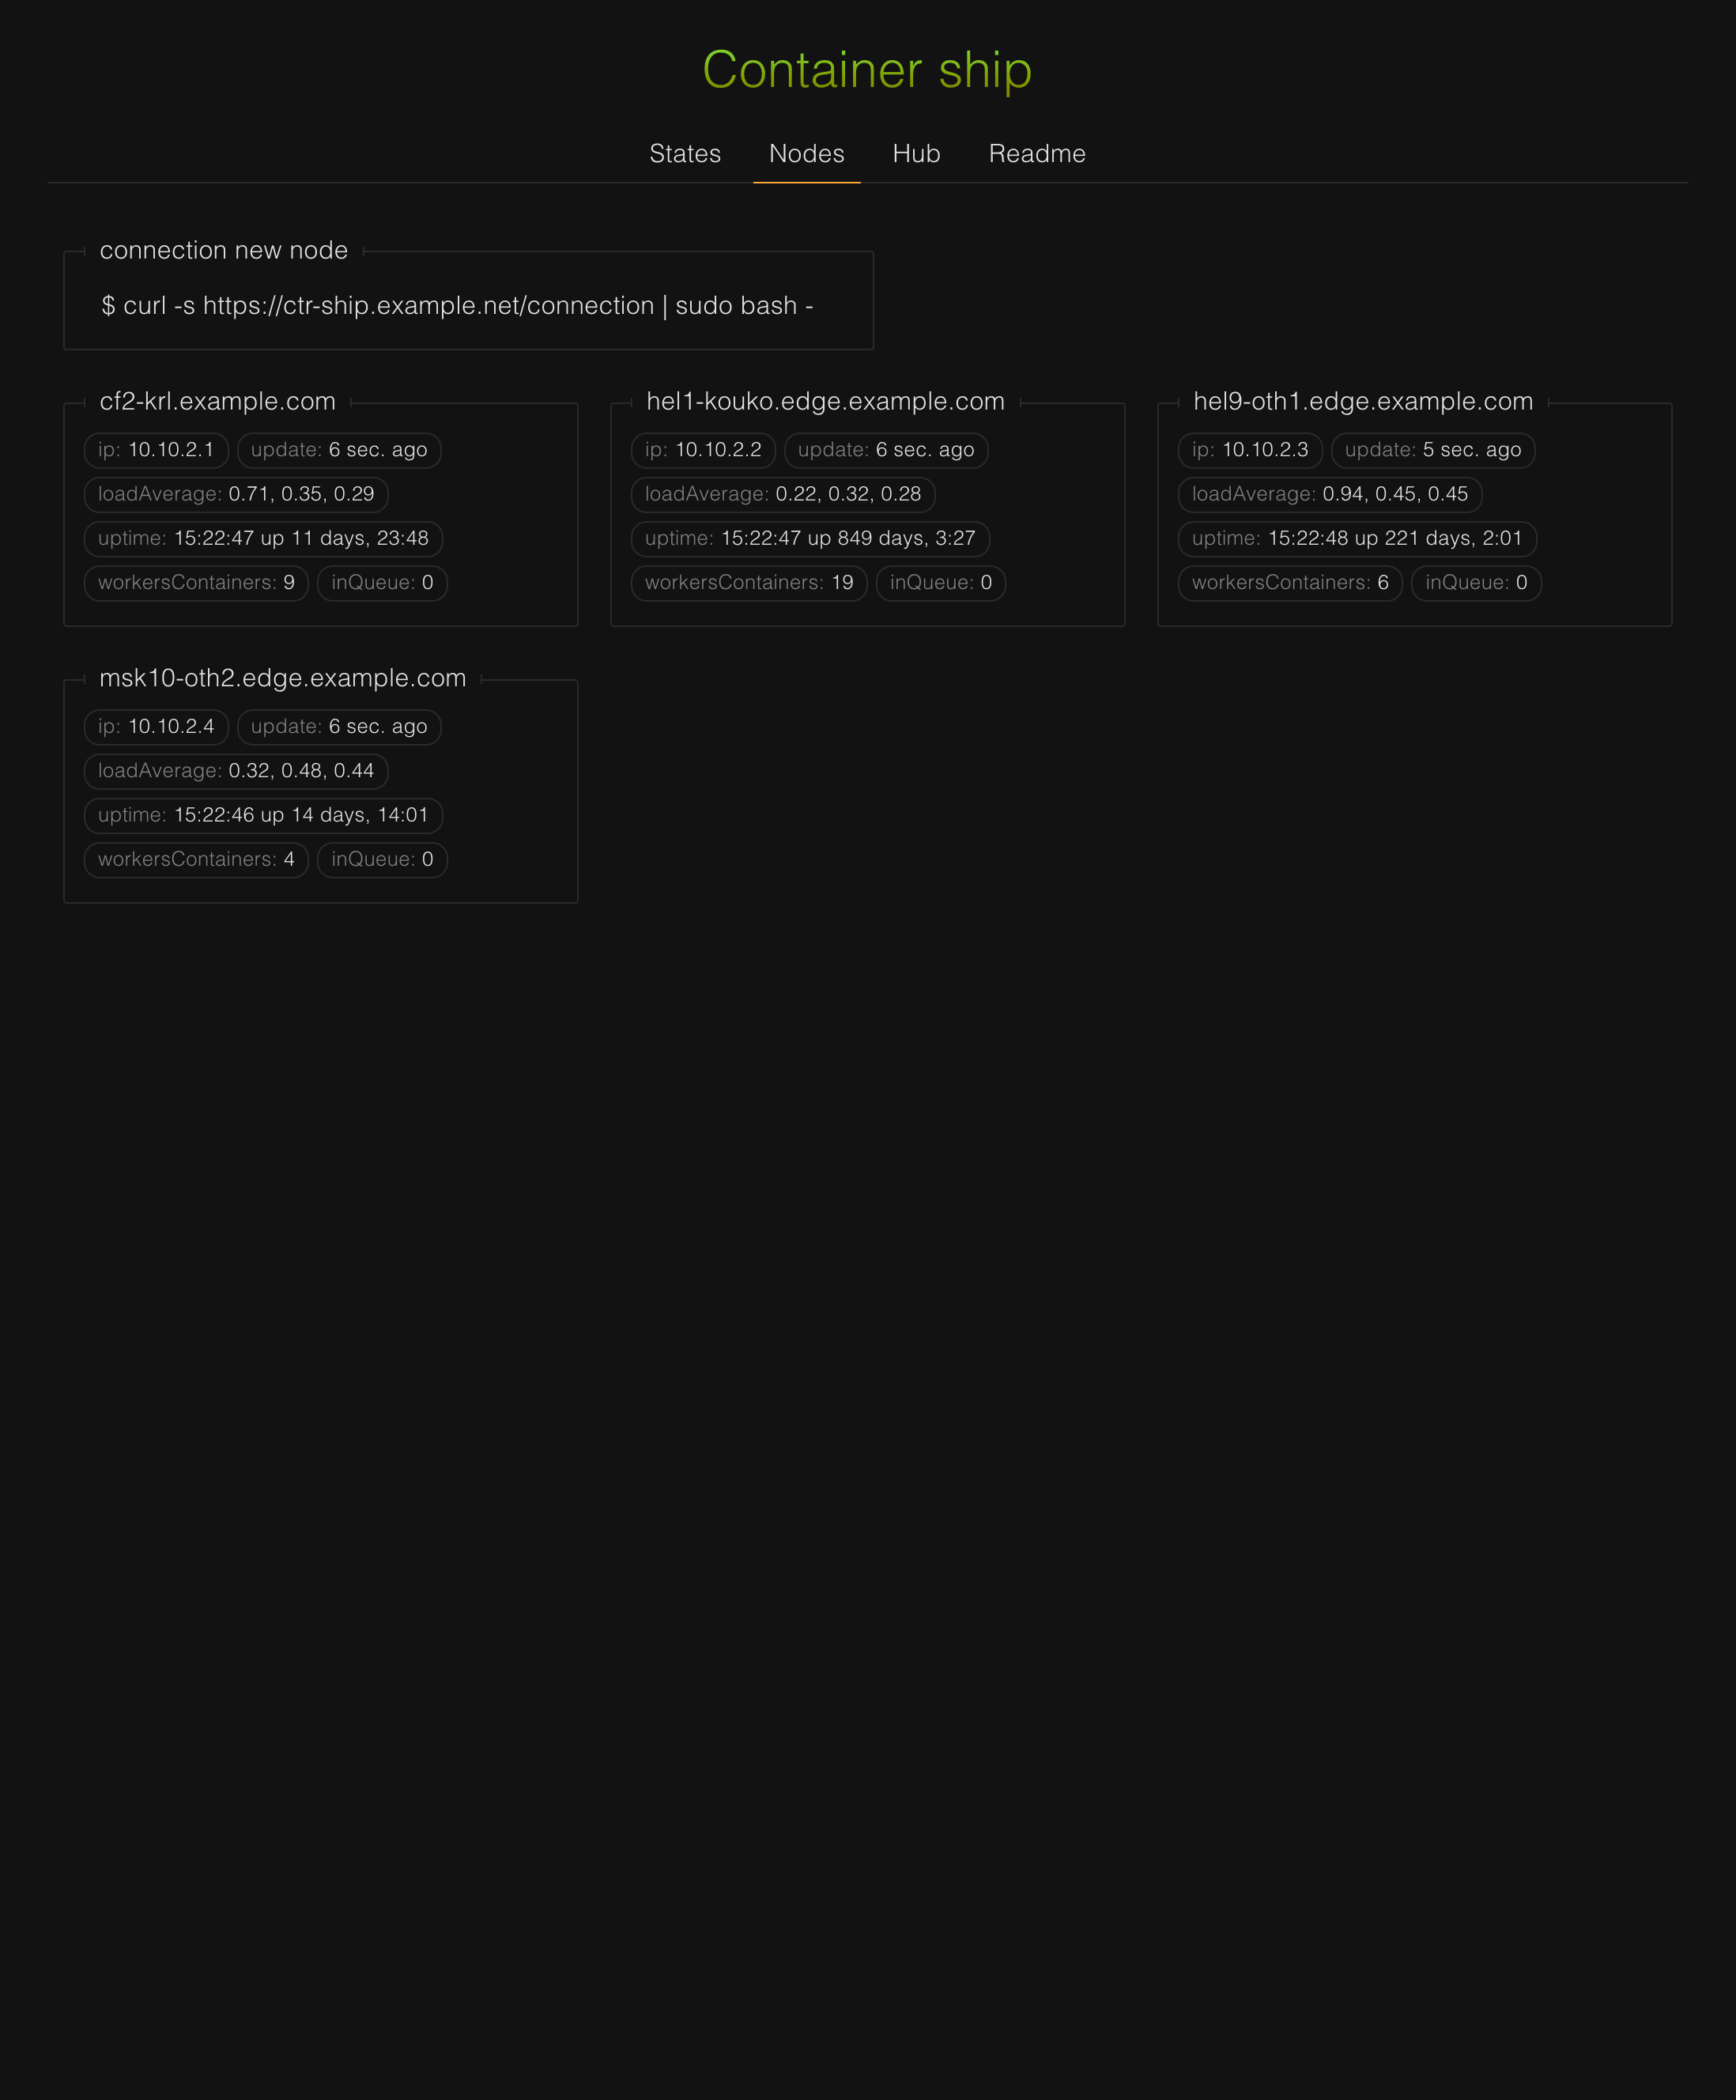 Container ship
States Nodes Hub Readme
connection new node
$ curl -s https://ctr-ship.example.net/connection | sudo bash -
cf2-krl.example.com
ip: 10.10.2.1 update: 6 sec. ago
loadAverage: 0.71, 0.35, 0.29
uptime: 15:22:47 up 11 days, 23:48
workersContainers: 9 inQueue: 0
hel1-kouko.edge.example.com
ip: 10.10.2.2 update: 6 sec. ago
loadAverage: 0.22, 0.32, 0.28
uptime: 15:22:47 up 849 days, 3:27
workersContainers: 19 inQueue: 0
hel9-oth1.edge.example.com
ip: 10.10.2.3 update: 5 sec. ago
loadAverage: 0.94, 0.45, 0.45
uptime: 15:22:48 up 221 days, 2:01
workersContainers: 6 inQueue: 0
msk10-oth2.edge.example.com
ip: 10.10.2.4 update: 6 sec. ago
loadAverage: 0.32, 0.48, 0.44
uptime: 15:22:46 up 14 days, 14:01
workersContainers: 4 inQueue: 0